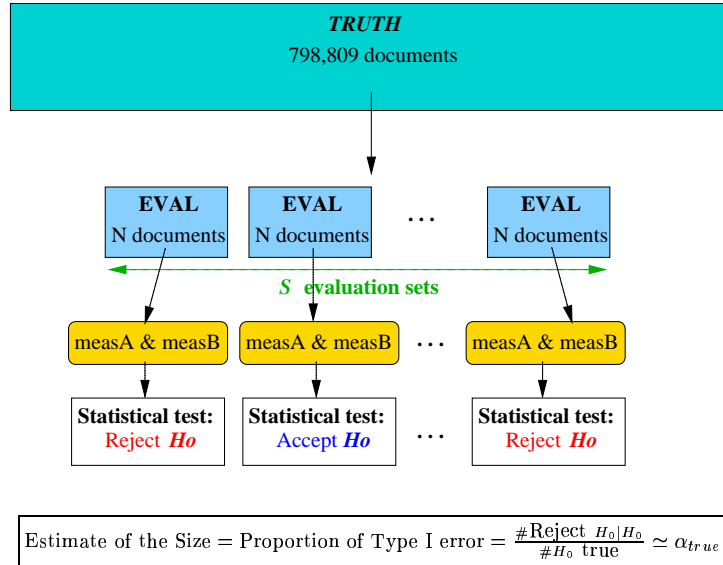 TRUTH
798,809 documents
EVAL EVAL ... EVAL
N documents N documents N documents
S evaluation sets
measA & measB measA & measB ... measA & measB
Statistical test: Statistical test: Statistical test:
Reject Ho Accept Ho ... Reject Ho
Estimate of the Size = Proportion of Type I error = #Reject H₀|H₀ / #H₀ true ≃ α_true